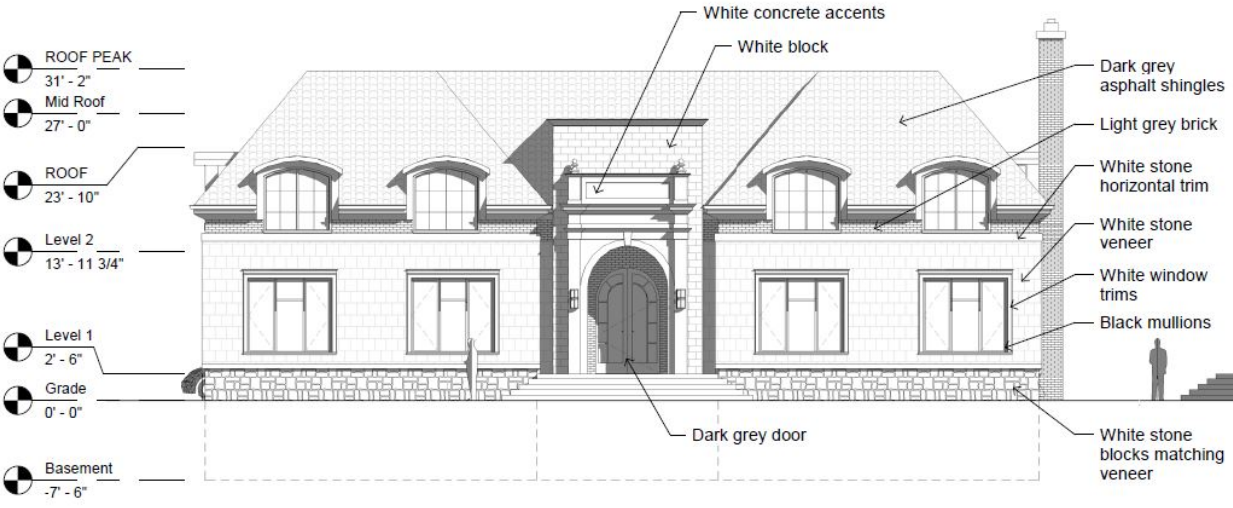 White concrete accents
White block
ROOF PEAK
31' - 2"
Mid Roof
27' - 0"
ROOF
23' - 10"
Level 2
13' - 11 3/4"
Level 1
2' - 6"
Grade
0' - 0"
Basement
-7' - 6"
Dark grey
asphalt shingles
Light grey brick
White stone
horizontal trim
White stone
veneer
White window
trims
Black mullions
Dark grey door
White stone
blocks matching
veneer